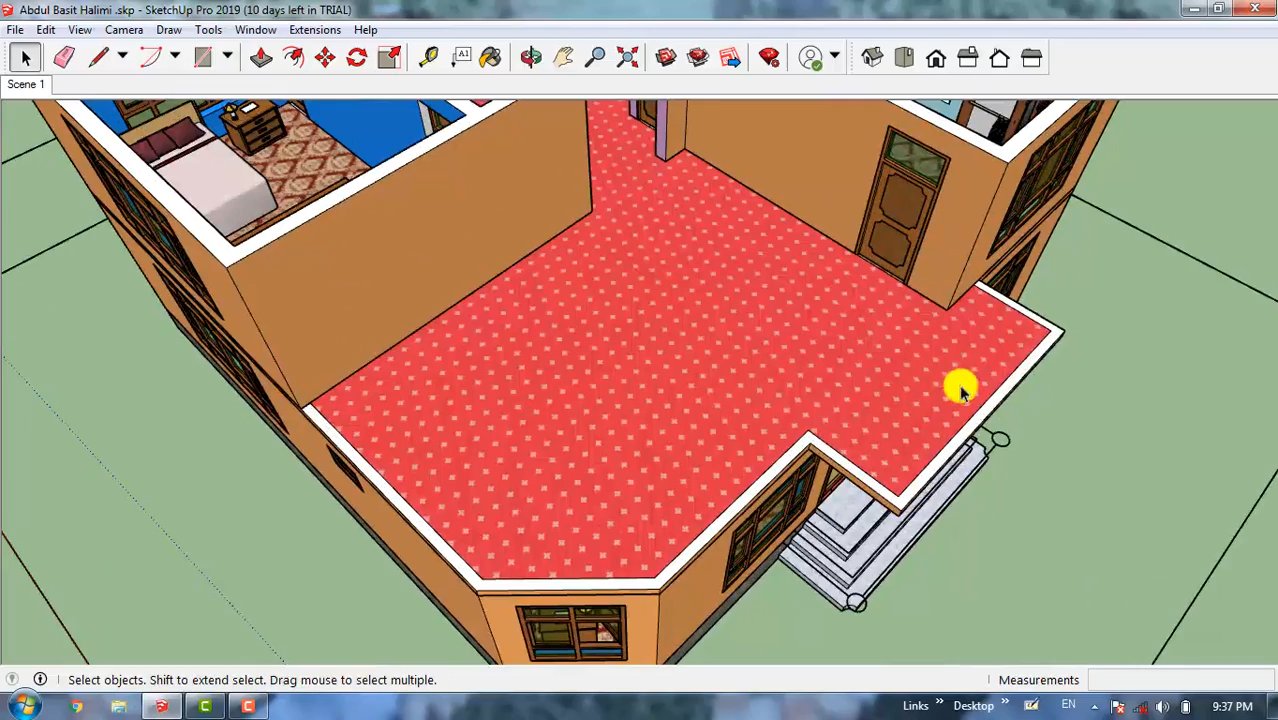 Abdul Basit Halimi .skp - SketchUp Pro 2019 (10 days left in TRIAL)
File Edit View Camera Draw Tools Window Extensions Help
A1
Scene 1
Select objects. Shift to extend select. Drag mouse to select multiple.
Measurements
Links » Desktop » EN 9:37 PM